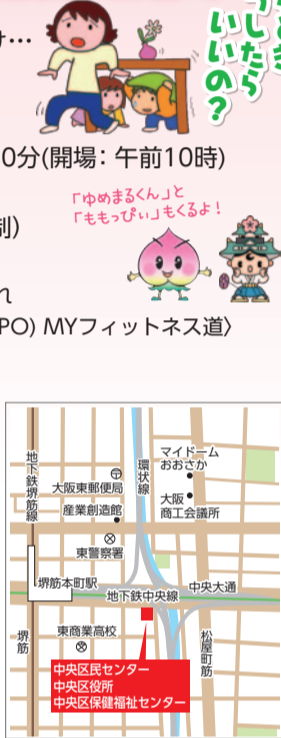 どうしたら
いいの？
0分(開場：午前10時)
「ゆめまるくん」と
「ももっぴぃ」もくるよ！
制)
れ
PO) MYフィットネス道〉
地下鉄堺筋線
環状線
マイドーム
おおさか
大阪東郵便局
産業創造館
大阪
商工会議所
東警察署
堺筋本町駅
地下鉄中央線
中央大通
堺筋
東商業高校
松屋町筋
中央区民センター
中央区役所
中央区保健福祉センター